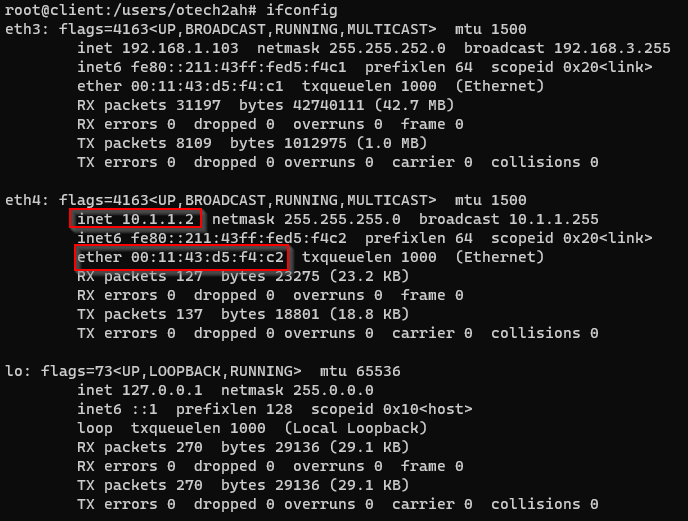 root@client:/users/otech2ah# ifconfig
eth3: flags=4163<UP,BROADCAST,RUNNING,MULTICAST>  mtu 1500
        inet 192.168.1.103  netmask 255.255.252.0  broadcast 192.168.3.255
        inet6 fe80::211:43ff:fed5:f4c1  prefixlen 64  scopeid 0x20<link>
        ether 00:11:43:d5:f4:c1  txqueuelen 1000  (Ethernet)
        RX packets 31197  bytes 42740111 (42.7 MB)
        RX errors 0  dropped 0  overruns 0  frame 0
        TX packets 8109  bytes 1012975 (1.0 MB)
        TX errors 0  dropped 0 overruns 0  carrier 0  collisions 0

eth4: flags=4163<UP,BROADCAST,RUNNING,MULTICAST>  mtu 1500
        inet 10.1.1.2  netmask 255.255.255.0  broadcast 10.1.1.255
        inet6 fe80::211:43ff:fed5:f4c2  prefixlen 64  scopeid 0x20<link>
        ether 00:11:43:d5:f4:c2  txqueuelen 1000  (Ethernet)
        RX packets 127  bytes 23275 (23.2 KB)
        RX errors 0  dropped 0  overruns 0  frame 0
        TX packets 137  bytes 18801 (18.8 KB)
        TX errors 0  dropped 0 overruns 0  carrier 0  collisions 0

lo: flags=73<UP,LOOPBACK,RUNNING>  mtu 65536
        inet 127.0.0.1  netmask 255.0.0.0
        inet6 ::1  prefixlen 128  scopeid 0x10<host>
        loop  txqueuelen 1000  (Local Loopback)
        RX packets 270  bytes 29136 (29.1 KB)
        RX errors 0  dropped 0  overruns 0  frame 0
        TX packets 270  bytes 29136 (29.1 KB)
        TX errors 0  dropped 0 overruns 0  carrier 0  collisions 0